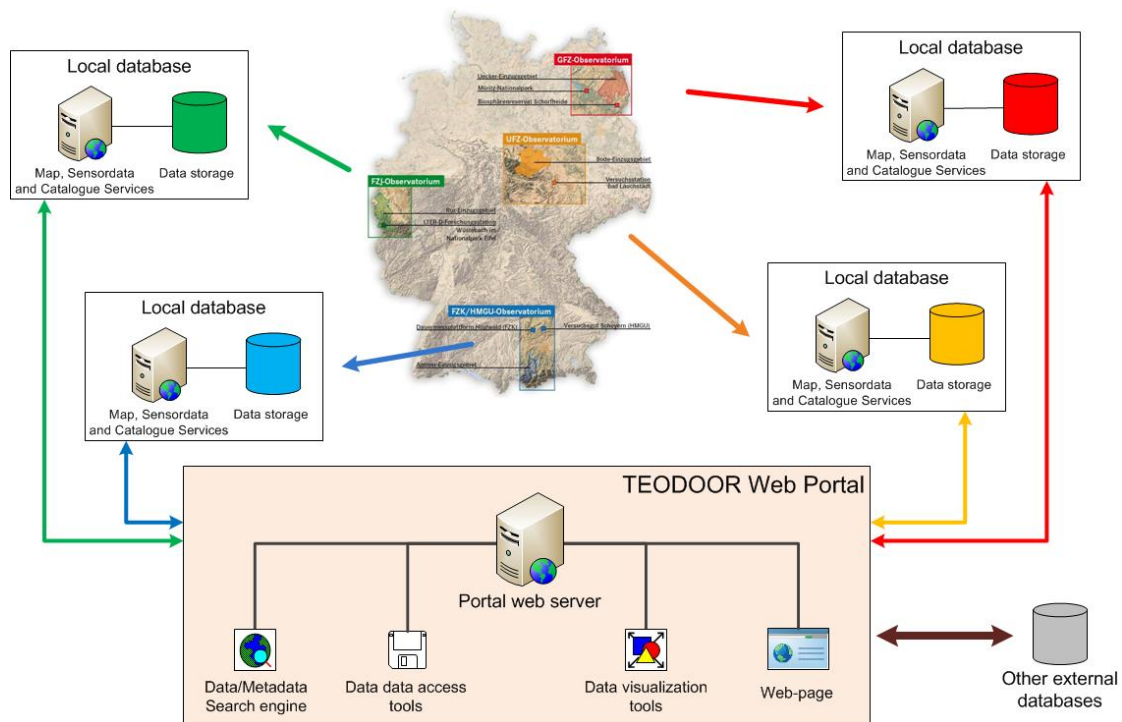 Local database
Map, Sensordata
and Catalogue Services
Data storage
GFZ-Observatorium
Uecker-Einzugsgebiet
Müritz-Nationalpark
Biosphärenreservat Schorfheide
UFZ-Observatorium
Bode-Einzugsgebiet
Versuchsstation
Bad Lauchstädt
FZJ-Observatorium
Rur-Einzugsgebiet
Wüstebach im
Nationalpark Eifel
FZK/HMGU-Observatorium
Versuchsgut Scheyern (HMGU)
Ammer-Einzugsgebiet
Local database
Map, Sensordata
and Catalogue Services
Data storage
Local database
Map, Sensordata
and Catalogue Services
Data storage
Local database
Map, Sensordata
and Catalogue Services
Data storage
TEODOOR Web Portal
Portal web server
Data/Metadata
Search engine
Data data access
tools
Data visualization
tools
Web-page
Other external
databases